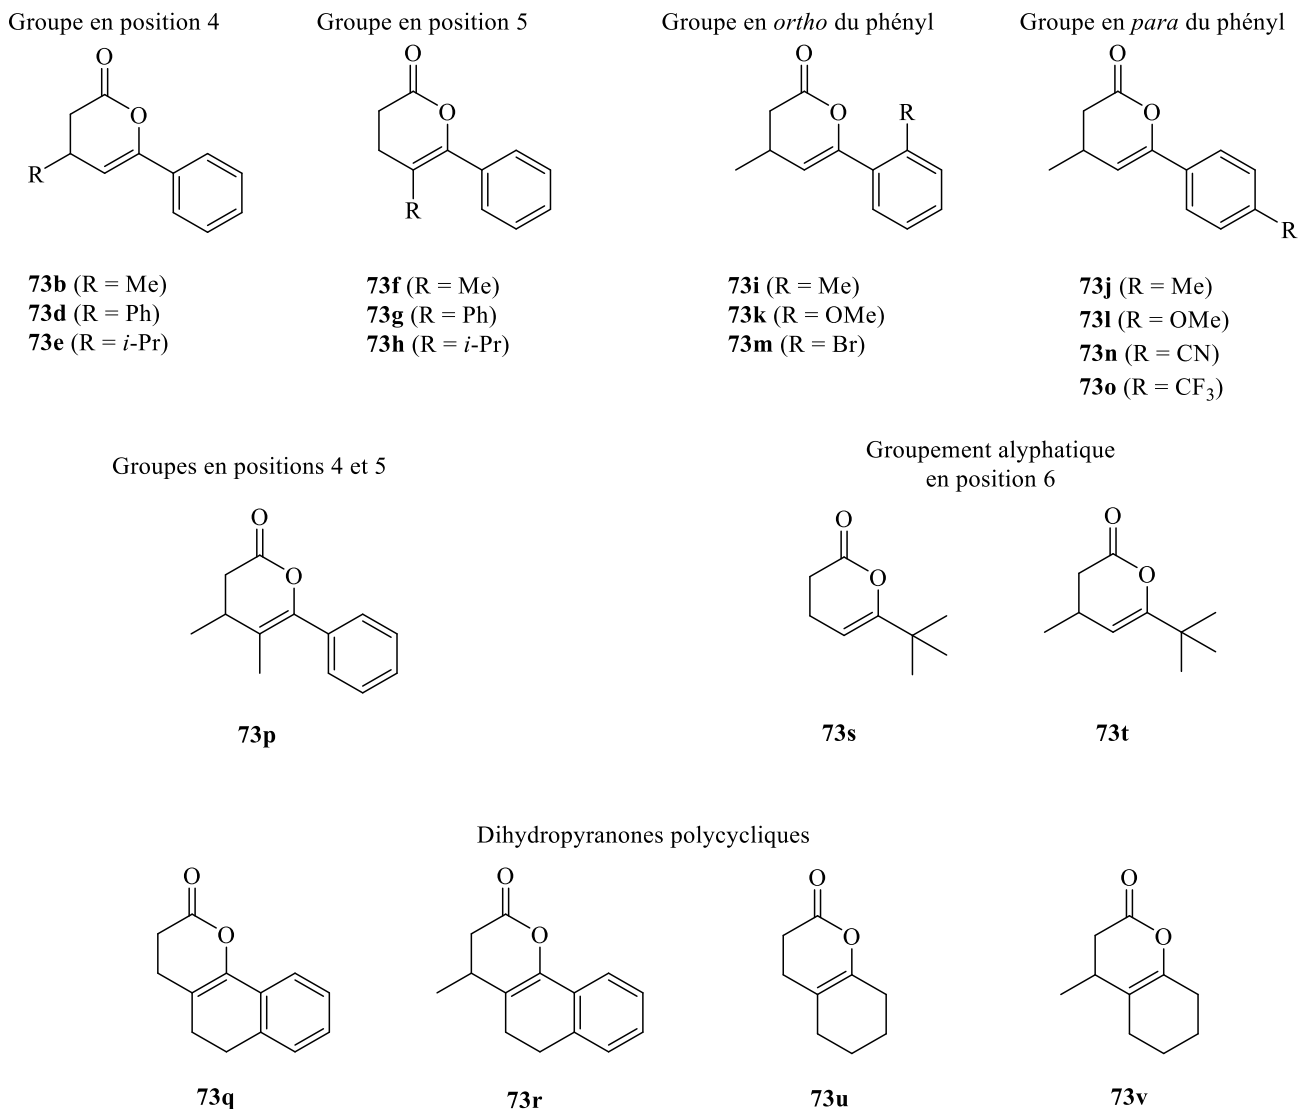 Groupe en position 4
Groupe en position 5
Groupe en ortho du phényl
Groupe en para du phényl
O
O
R
O
O
R
O
O
R
O
O
R
73b (R = Me)
73d (R = Ph)
73e (R = i-Pr)
73f (R = Me)
73g (R = Ph)
73h (R = i-Pr)
73i (R = Me)
73k (R = OMe)
73m (R = Br)
73j (R = Me)
73l (R = OMe)
73n (R = CN)
73o (R = CF3)
Groupes en positions 4 et 5
Groupement alyphatique
en position 6
O
O
O
O
O
O
73p
73s
73t
Dihydropyranones polycycliques
O
O
O
O
O
O
O
O
73q
73r
73u
73v